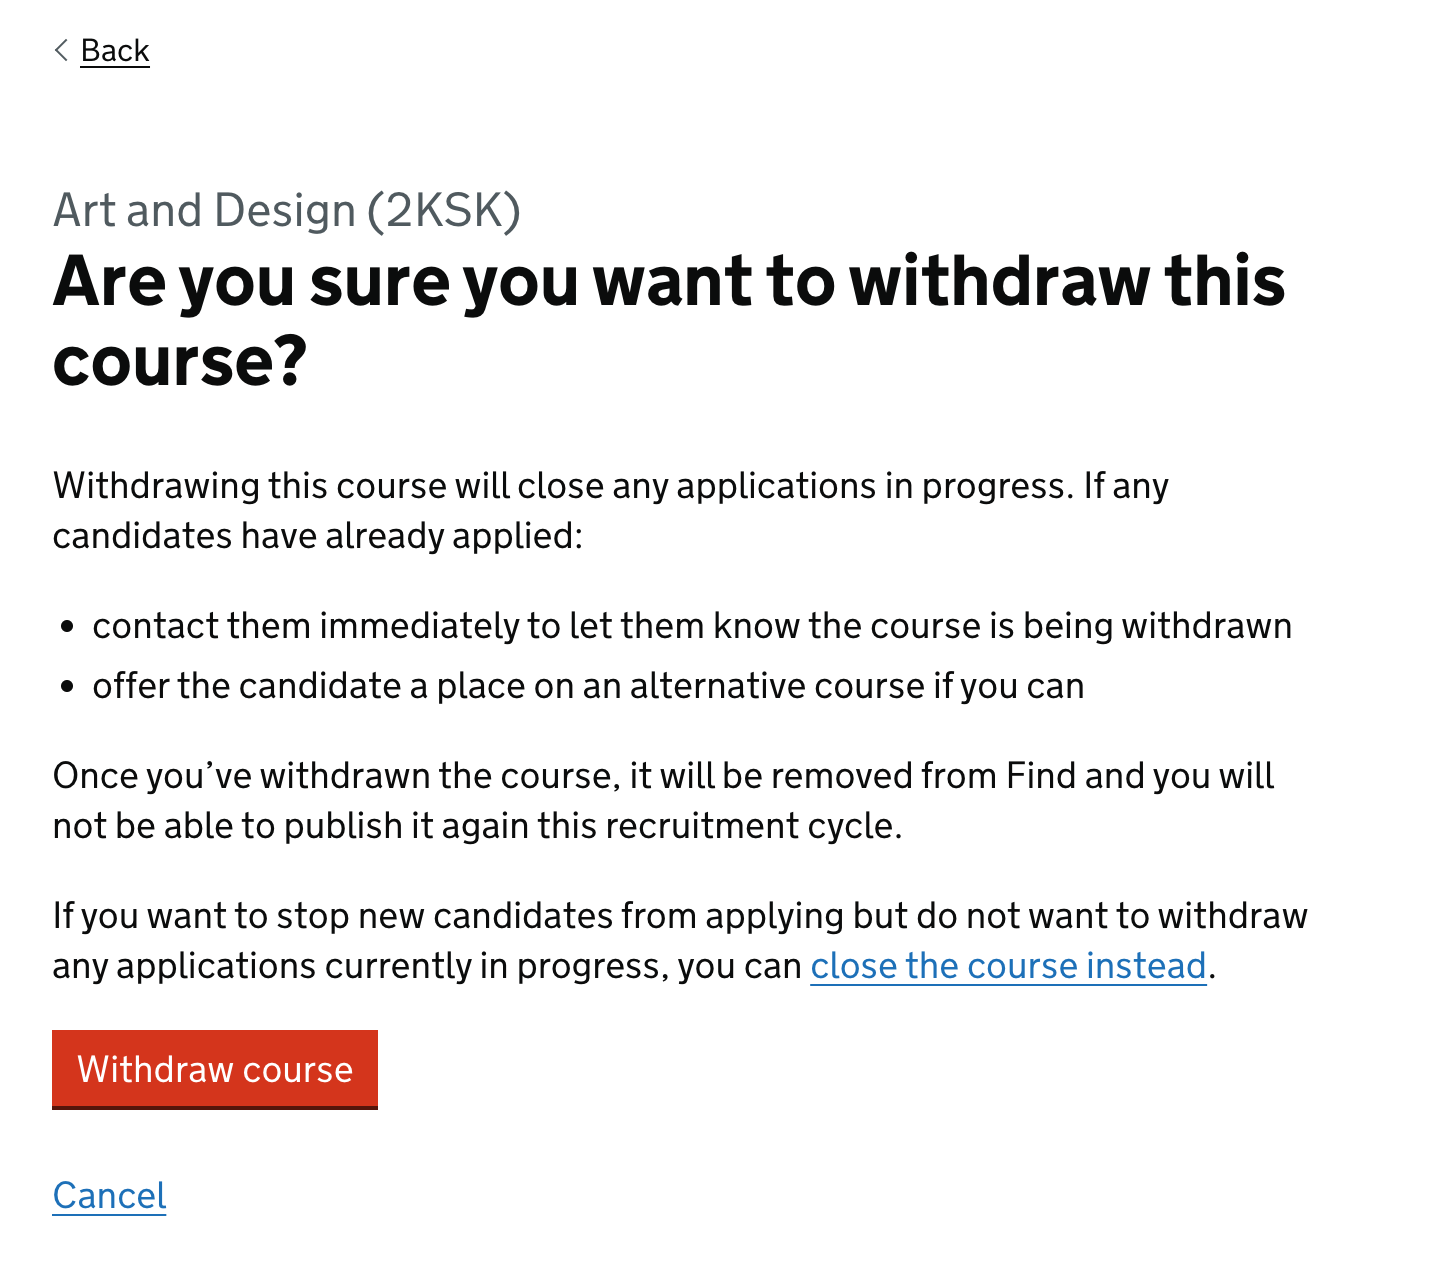 Back
Art and Design (2KSK)
Are you sure you want to withdraw this
course?
Withdrawing this course will close any applications in progress. If any
candidates have already applied:
• contact them immediately to let them know the course is being withdrawn
• offer the candidate a place on an alternative course if you can
Once you’ve withdrawn the course, it will be removed from Find and you will
not be able to publish it again this recruitment cycle.
If you want to stop new candidates from applying but do not want to withdraw
any applications currently in progress, you can close the course instead.
Withdraw course
Cancel